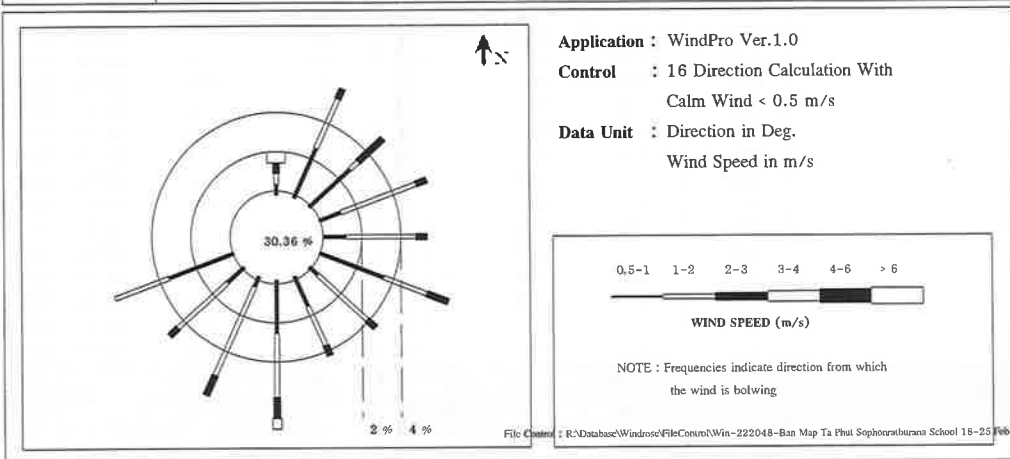 N
Application : WindPro Ver.1.0
Control : 16 Direction Calculation With
Calm Wind < 0.5 m/s
Data Unit : Direction in Deg.
Wind Speed in m/s
30.36 %
2 % 4 %
0.5-1 1-2 2-3 3-4 4-6 > 6
WIND SPEED (m/s)
NOTE : Frequencies indicate direction from which
the wind is bolwing
File Control : R:\Database\Windrose\FileControl\Win-222048-Ban Map Ta Phut Sophonratburana School 18-25 Feb